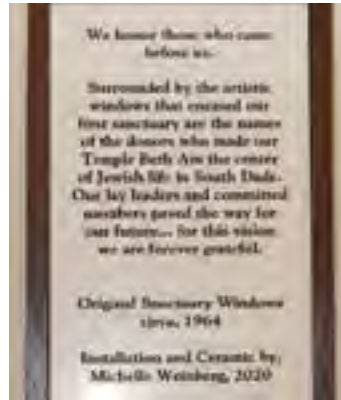 We honor those who came
before us.
Surrounded by the artistic
windows that encased our
first sanctuary are the names
of the donors who made our
Temple Beth Am the center
of Jewish life in South Dade.
Our lay leaders and committed
members paved the way for
our future... for this vision
we are forever grateful.
Original Sanctuary Windows
circa, 1964
Installation and Ceramic by:
Michelle Weinberg, 2020